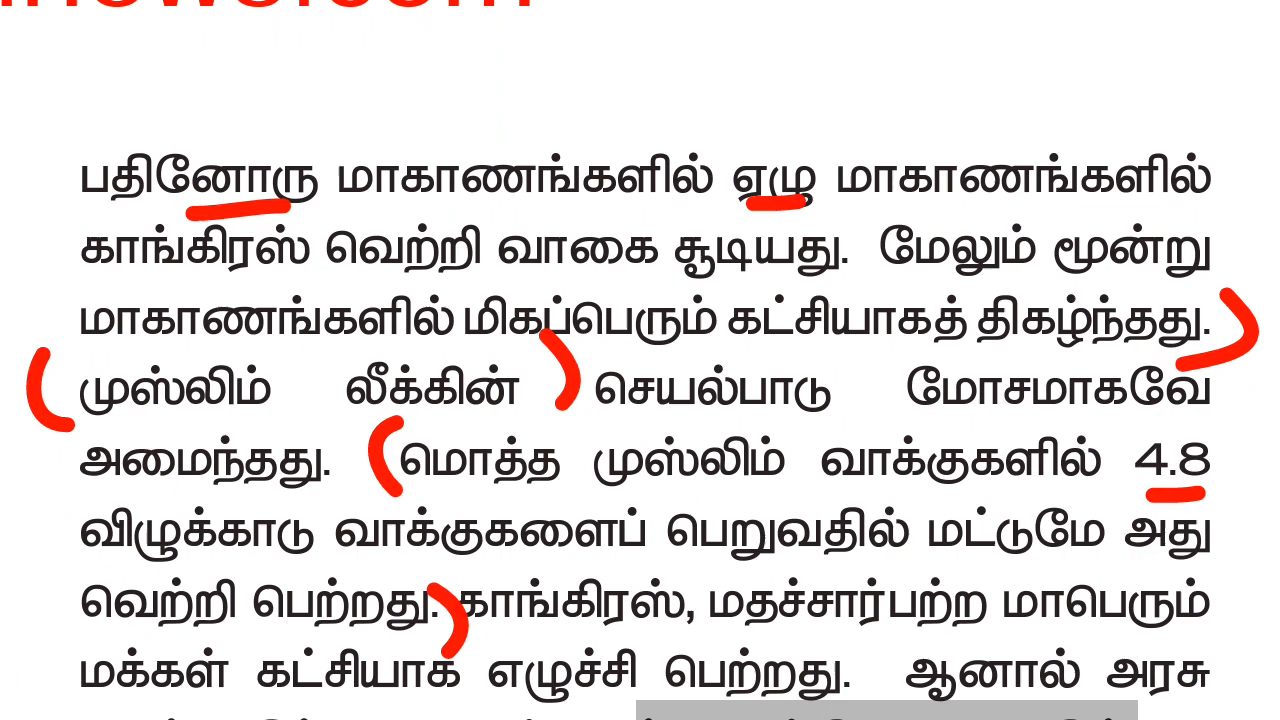 பதினோரு மாகாணங்களில் ஏழு மாகாணங்களில்
காங்கிரஸ் வெற்றி வாகை சூடியது. மேலும் மூன்று
மாகாணங்களில் மிகப்பெரும் கட்சியாகத் திகழ்ந்தது.
முஸ்லிம் லீக்கின் செயல்பாடு மோசமாகவே
அமைந்தது. மொத்த முஸ்லிம் வாக்குகளில் 4.8
விழுக்காடு வாக்குகளைப் பெறுவதில் மட்டுமே அது
வெற்றி பெற்றது. காங்கிரஸ், மதச்சார்பற்ற மாபெரும்
மக்கள் கட்சியாக எழுச்சி பெற்றது. ஆனால் அரசு